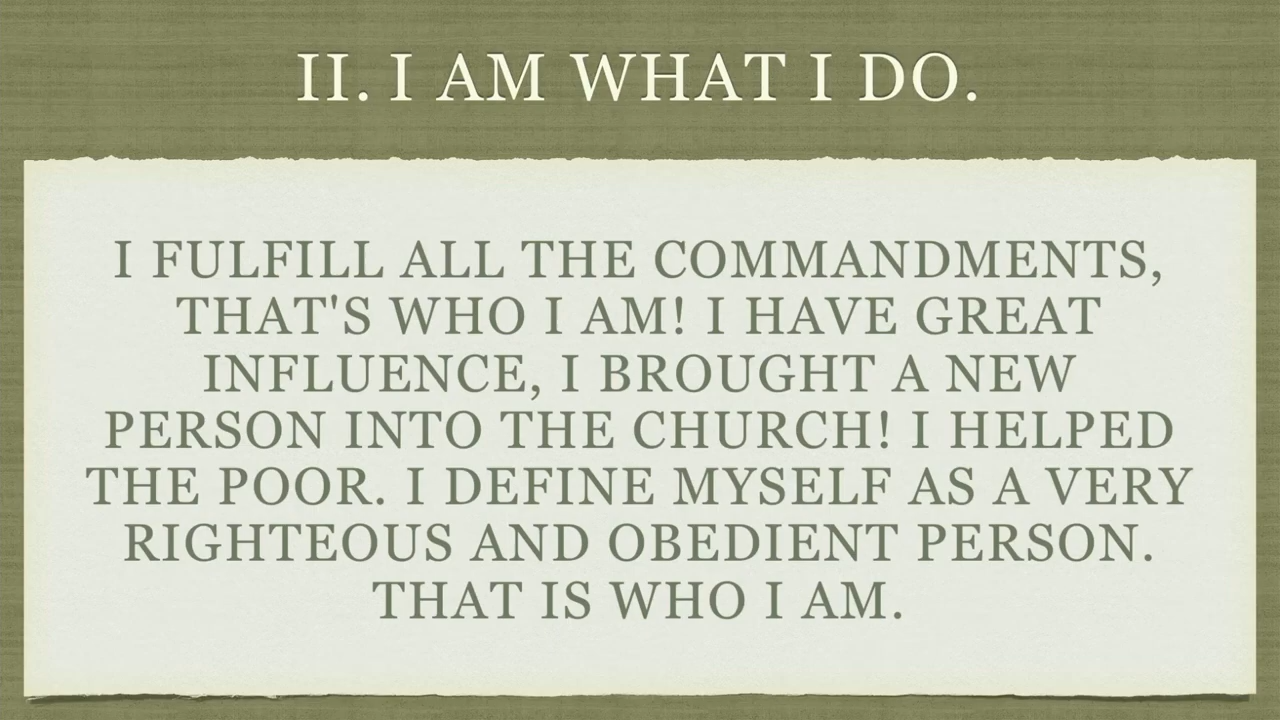 II. I AM WHAT I DO.
I FULFILL ALL THE COMMANDMENTS,
THAT'S WHO I AM! I HAVE GREAT
INFLUENCE, I BROUGHT A NEW
PERSON INTO THE CHURCH! I HELPED
THE POOR. I DEFINE MYSELF AS A VERY
RIGHTEOUS AND OBEDIENT PERSON.
THAT IS WHO I AM.